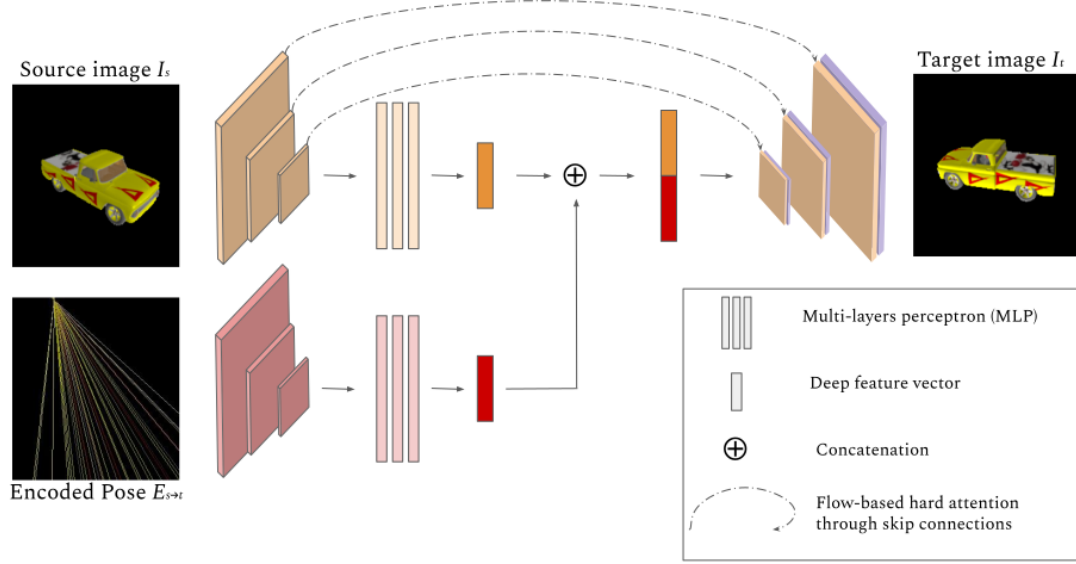 Source image Iₛ
Target image Iₜ
Encoded Pose Eₛ→ₜ
Multi-layers perceptron (MLP)
Deep feature vector
Concatenation
Flow-based hard attention
through skip connections